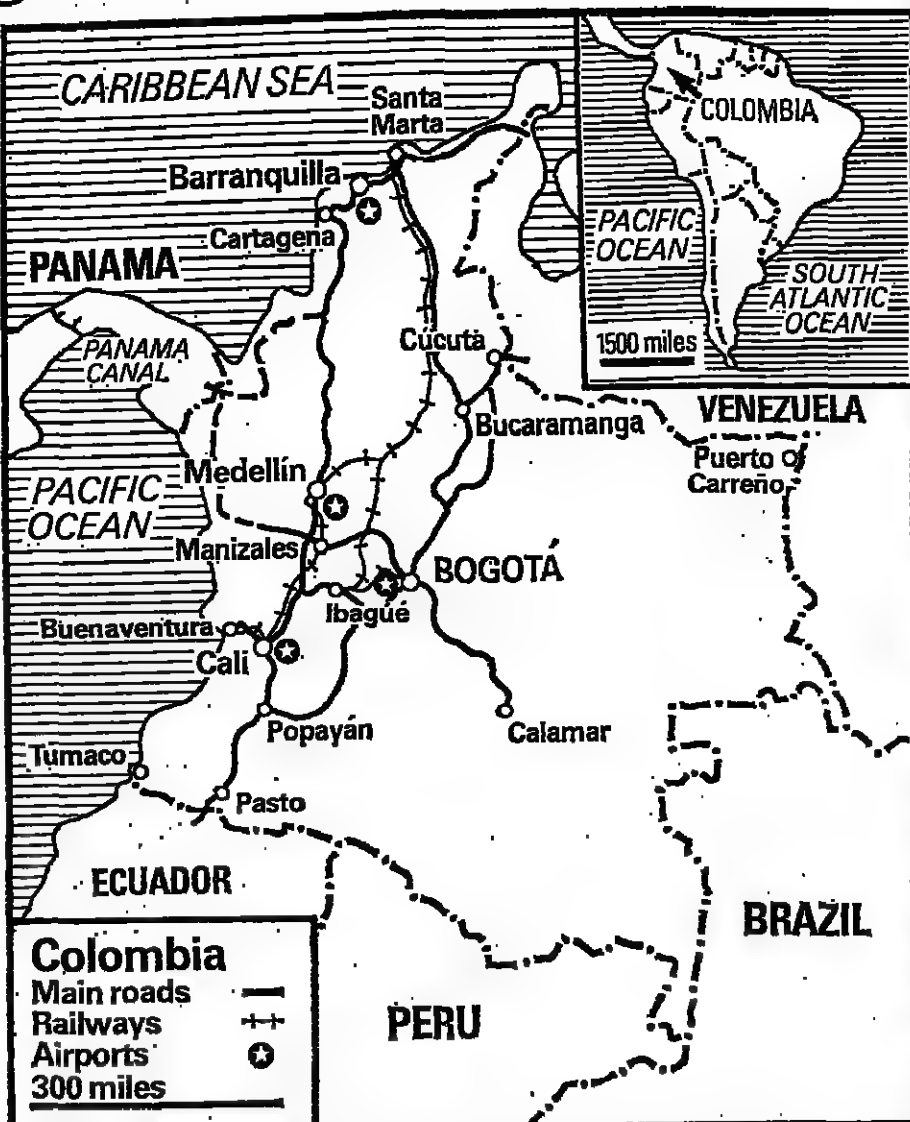 CARIBBEAN SEA
Santa
Marta
Barranquilla
Cartagena
PANAMA
PANAMA
CANAL
Cúcuta
Bucaramanga
VENEZUELA
Puerto
Carreño
Medellín
PACIFIC
OCEAN
Manizales
BOGOTÁ
Ibagué
Buenaventura
Cali
Popayán
Calamar
Tumaco
Pasto
ECUADOR
BRAZIL
PERU
COLOMBIA
PACIFIC
OCEAN
SOUTH
ATLANTIC
OCEAN
1500 miles
Colombia
Main roads
Railways
Airports
300 miles